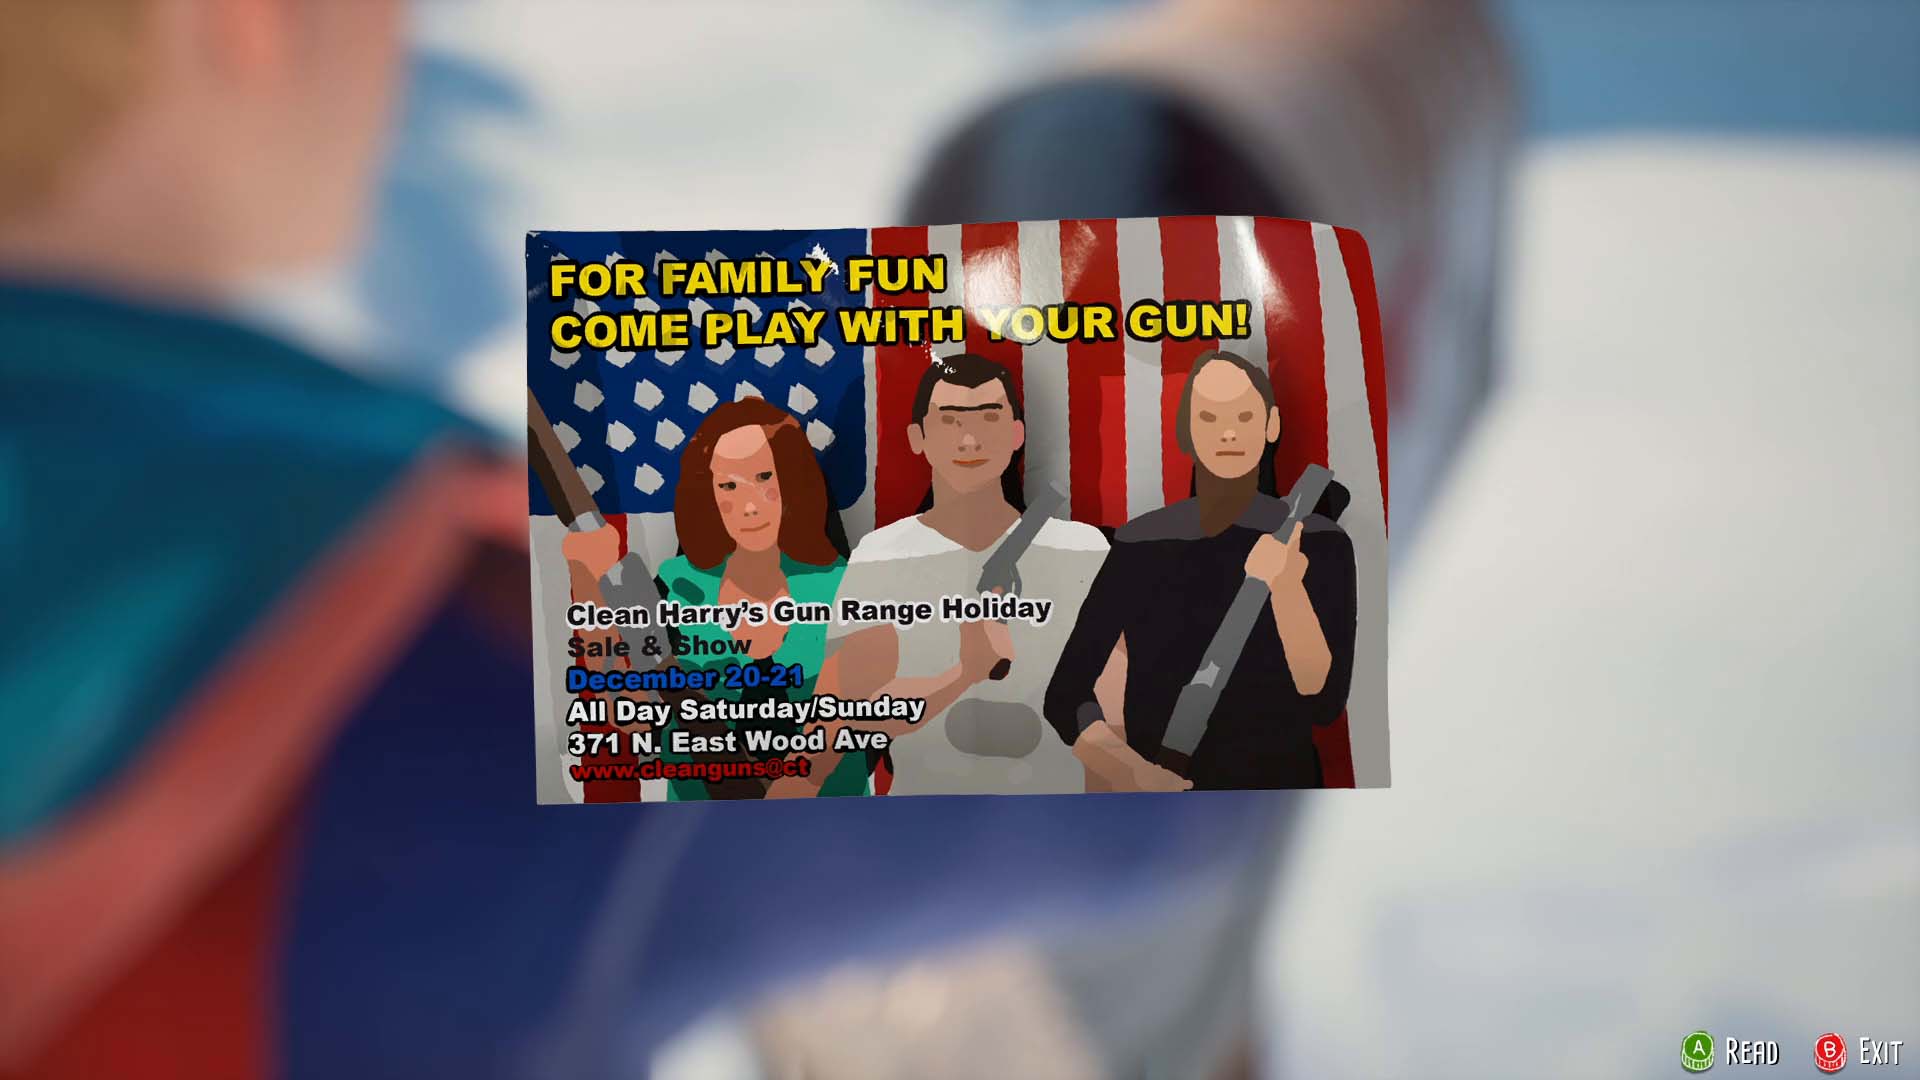 FOR FAMILY FUN
COME PLAY WITH YOUR GUN!
Clean Harry's Gun Range Holiday
Sale & Show
December 20-21
All Day Saturday/Sunday
371 N. East Wood Ave
www.cleanguns@ct
A READ B EXIT